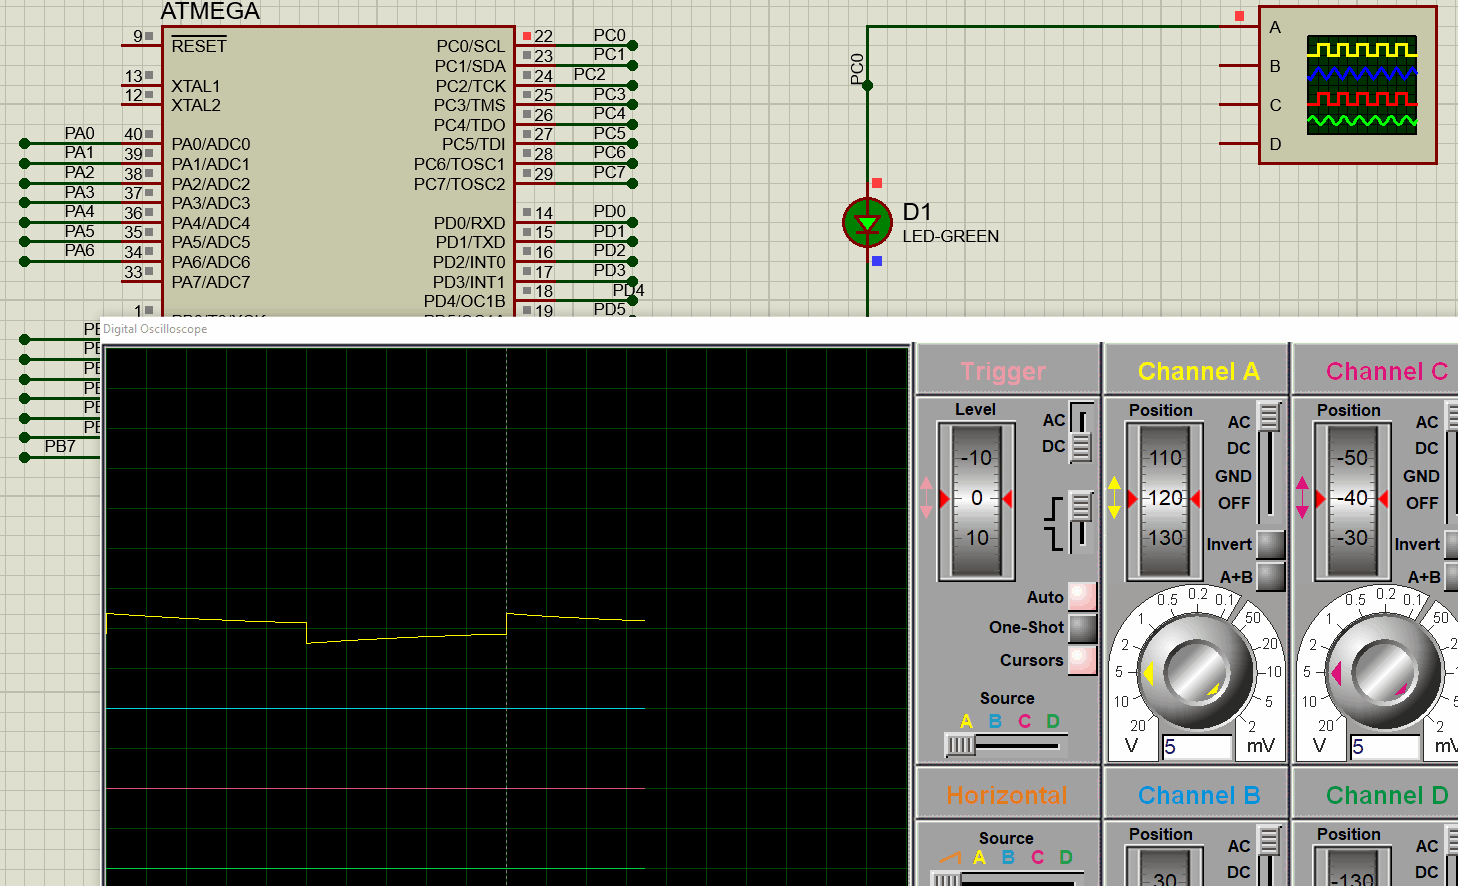 ATMEGA
9
RESET
13
XTAL1
12
XTAL2
PA0 40 PA0/ADC0
PA1 39 PA1/ADC1
PA2 38 PA2/ADC2
PA3 37 PA3/ADC3
PA4 36 PA4/ADC4
PA5 35 PA5/ADC5
PA6 34 PA6/ADC6
33 PA7/ADC7
1
PC0/SCL 22 PC0
PC1/SDA 23 PC1
PC2/TCK 24 PC2
PC3/TMS 25 PC3
PC4/TDO 26 PC4
PC5/TDI 27 PC5
PC6/TOSC1 28 PC6
PC7/TOSC2 29 PC7
PD0/RXD 14 PD0
PD1/TXD 15 PD1
PD2/INT0 16 PD2
PD3/INT1 17 PD3
PD4/OC1B 18 PD4
19 PD5
PC0
D1
LED-GREEN
A
B
C
D
PB7
Digital Oscilloscope
Trigger
Level
AC
DC
-10
0
10
Auto
One-Shot
Cursors
Source
A B C D
Horizontal
Source
A B C D
Channel A
Position
AC
DC
GND
OFF
110
120
130
Invert
A+B
20
10
5
2
1
0.5
0.2
0.1
50
20
10
5
2
V
5
mV
Channel B
Position
AC
DC
30
Channel C
Position
AC
DC
GND
OFF
-50
-40
-30
Invert
A+B
20
10
5
2
1
0.5
0.2
0.1
50
20
10
5
2
V
5
Channel D
Position
AC
DC
-130